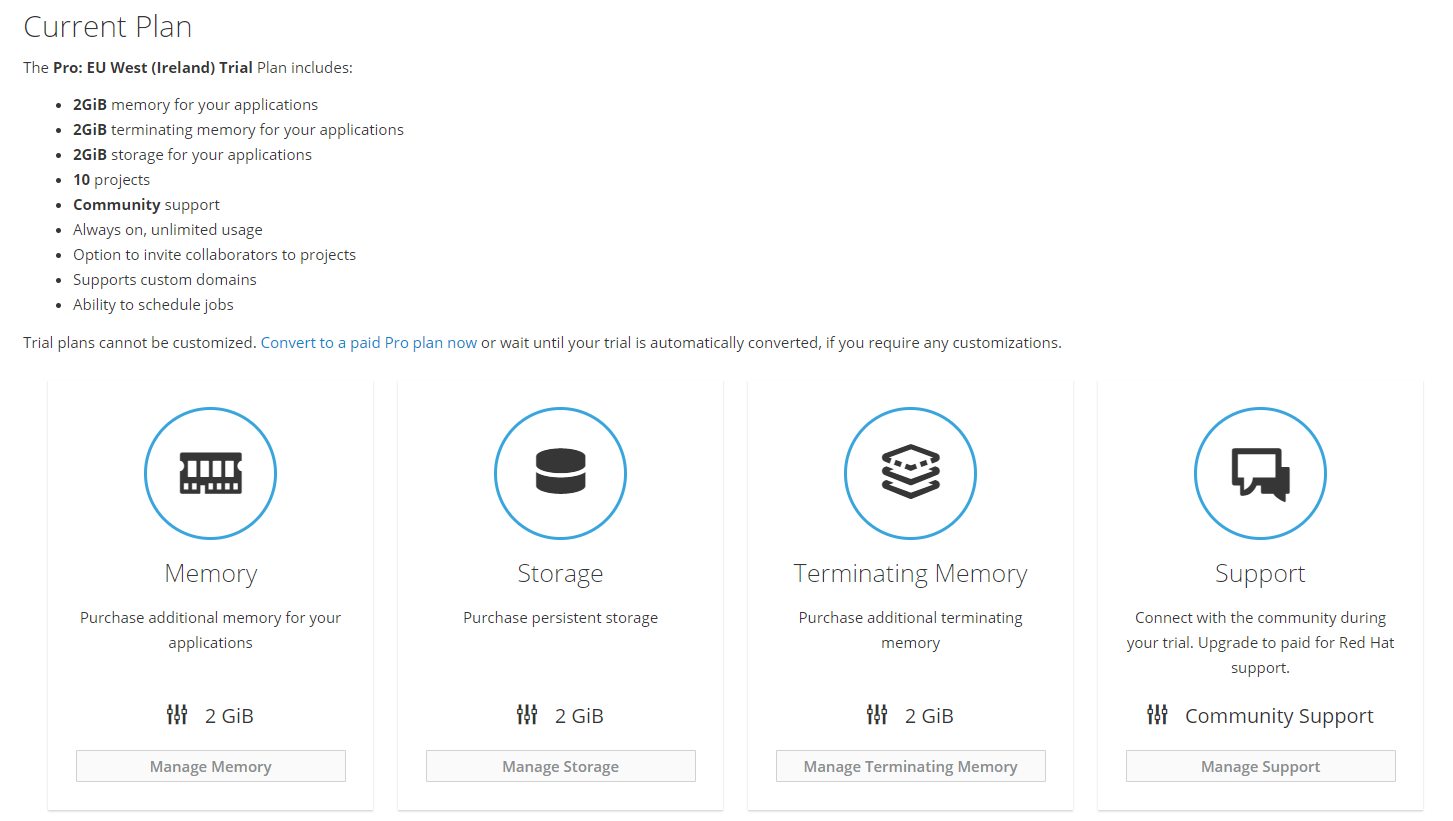 Current Plan
The Pro: EU West (Ireland) Trial Plan includes:
2GiB memory for your applications
2GiB terminating memory for your applications
2GiB storage for your applications
10 projects
Community support
Always on, unlimited usage
Option to invite collaborators to projects
Supports custom domains
Ability to schedule jobs
Trial plans cannot be customized. Convert to a paid Pro plan now or wait until your trial is automatically converted, if you require any customizations.
Memory
Purchase additional memory for your
applications
2 GiB
Manage Memory
Storage
Purchase persistent storage
2 GiB
Manage Storage
Terminating Memory
Purchase additional terminating
memory
2 GiB
Manage Terminating Memory
Support
Connect with the community during
your trial. Upgrade to paid for Red Hat
support.
Community Support
Manage Support